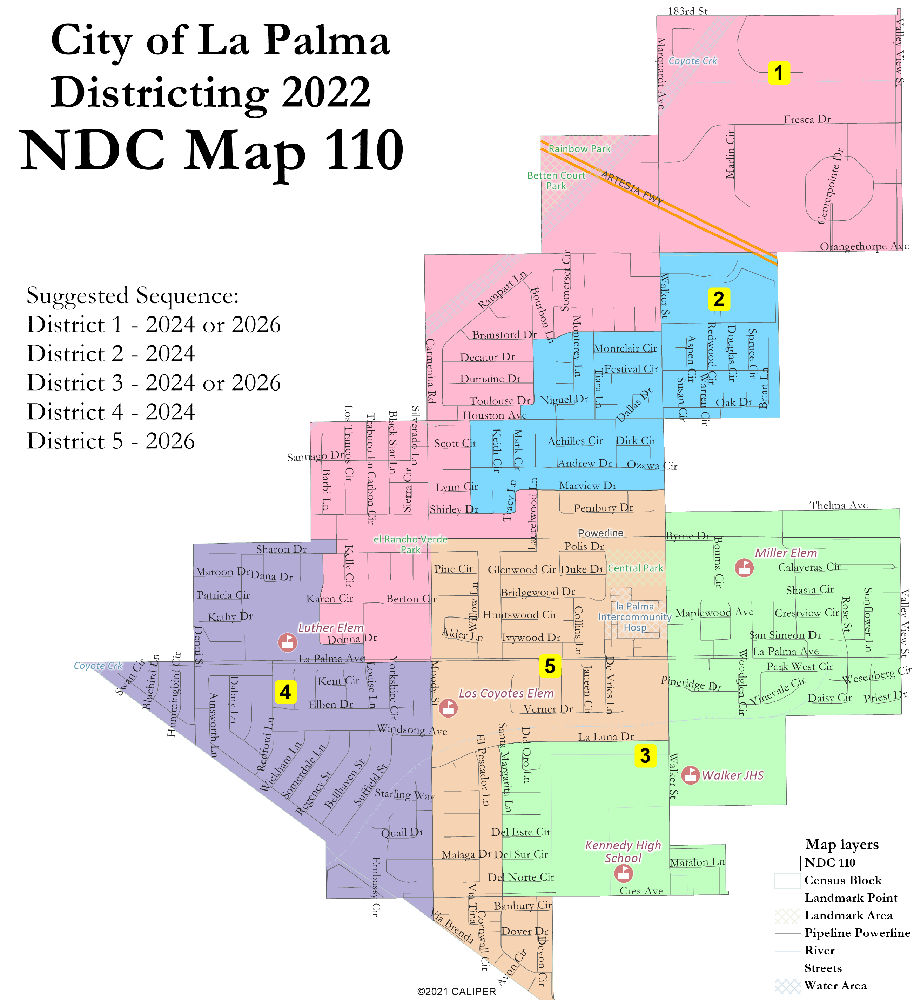 City of La Palma
Districting 2022
NDC Map 110
Suggested Sequence:
District 1 - 2024 or 2026
District 2 - 2024
District 3 - 2024 or 2026
District 4 - 2024
District 5 - 2026
183rd St
Valley View St
Marquardt Ave
Coyote Crk
1
Fresca Dr
Marlin Cir
Centerpointe Dr
Rainbow Park
Betten Court
Park
ARTESIA FWY
Orangethorpe Ave
Rampart Ln
Bourbon Ln
Somerset Cir
Walker St
2
Bransford Dr
Monterey Ln
Carmenita Rd
Decatur Dr
Dumaine Dr
Toulouse Dr
Houston Ave
Niguel Dr
Montclair Cir
Festival Cir
Tiara Ln
Dallas Dr
Aspen Cir
Redwood Cir
Douglas Cir
Spruce Cir
Brian Ln
Susan Cir
Warren Cir
Oak Dr
Los Trancos Cir
Trabuco Ln
Black Star Ln
Silverado Ln
Santiago Dr
Barbi Ln
Carbon Cir
Sierra Cir
Scott Cir
Keith Cir
Mark Cir
Achilles Cir
Dirk Cir
Andrew Dr
Ozawa Cir
Lynn Cir
Tracy Ln
Laurelwood Ln
Marview Dr
Shirley Dr
Pembury Dr
Thelma Ave
Powerline
el Rancho Verde
Park
Byrne Dr
Bouma Cir
Miller Elem
Sharon Dr
Kelly Cir
Polis Dr
Central Park
Calaveras Cir
Maroon Dr
Dana Dr
Pine Cir
Glenwood Cir
Duke Dr
Patricia Cir
Karen Cir
Berton Cir
Willow Ln
Bridgewood Dr
Shasta Cir
Rose St
Sunflower Ln
Valley View St
Kathy Dr
Huntswood Cir
Collins Ln
la Palma
Intercommunity
Hosp
Maplewood Ave
Crestview Cir
Luther Elem
Denni St
Donna Dr
Alder Ln
Ivywood Dr
San Simeon Dr
La Palma Ave
La Palma Ave
Coyote Crk
Swan Cir
Bluebird Ln
Hummingbird Cir
Louise Ln
Yorkshire Cir
Moody St
5
Janeen Cir
De Vries Ln
Woodglen Cir
Park West Cir
Wesenberg Cir
Pineridge Dr
Vinevale Cir
Daisy Cir
Priest Dr
Ainsworth Ln
Dabny Ln
4
Kent Cir
Elben Dr
Los Coyotes Elem
Verner Dr
Redford Ln
Windsong Ave
La Luna Dr
El Pescador Ln
Santa Margarita Ln
Del Oro Ln
3
Walker St
Walker JHS
Wickham Ln
Somerdale Ln
Regency St
Bellhaven St
Suffield St
Starling Way
Quail Dr
Del Este Cir
Malaga Dr
Del Sur Cir
Del Norte Cir
Kennedy High
School
Matalon Ln
Cres Ave
Embassy Cir
Via Tina
Via Brenda
Cornwall Cir
Banbury Cir
Dover Dr
Devon Cir
Avon Cir
Map layers
NDC 110
Census Block
Landmark Point
Landmark Area
Pipeline Powerline
River
Streets
Water Area
©2021 CALIPER